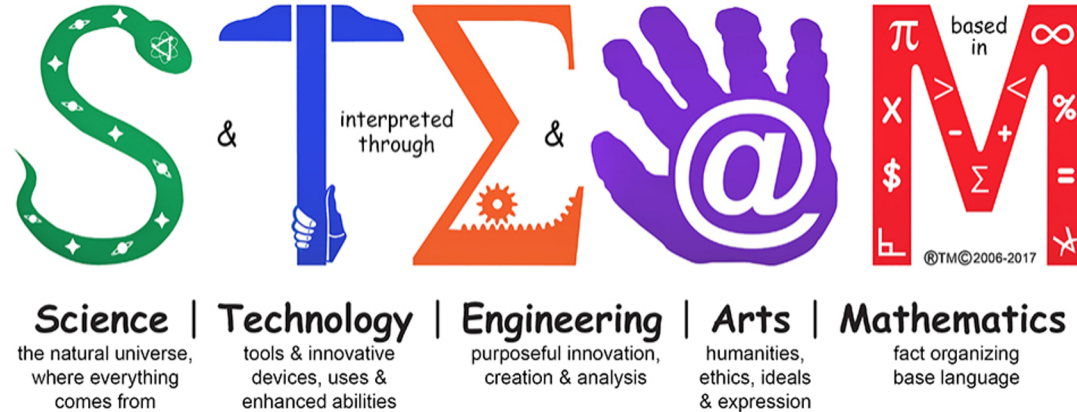 S & T interpreted through Σ & @ M
π based in ∞
> <
x - + %
$ Σ =
®TM©2006-2017
Science | Technology | Engineering | Arts | Mathematics
the natural universe,
where everything
comes from
tools & innovative
devices, uses &
enhanced abilities
purposeful innovation,
creation & analysis
humanities,
ethics, ideals
& expression
fact organizing
base language